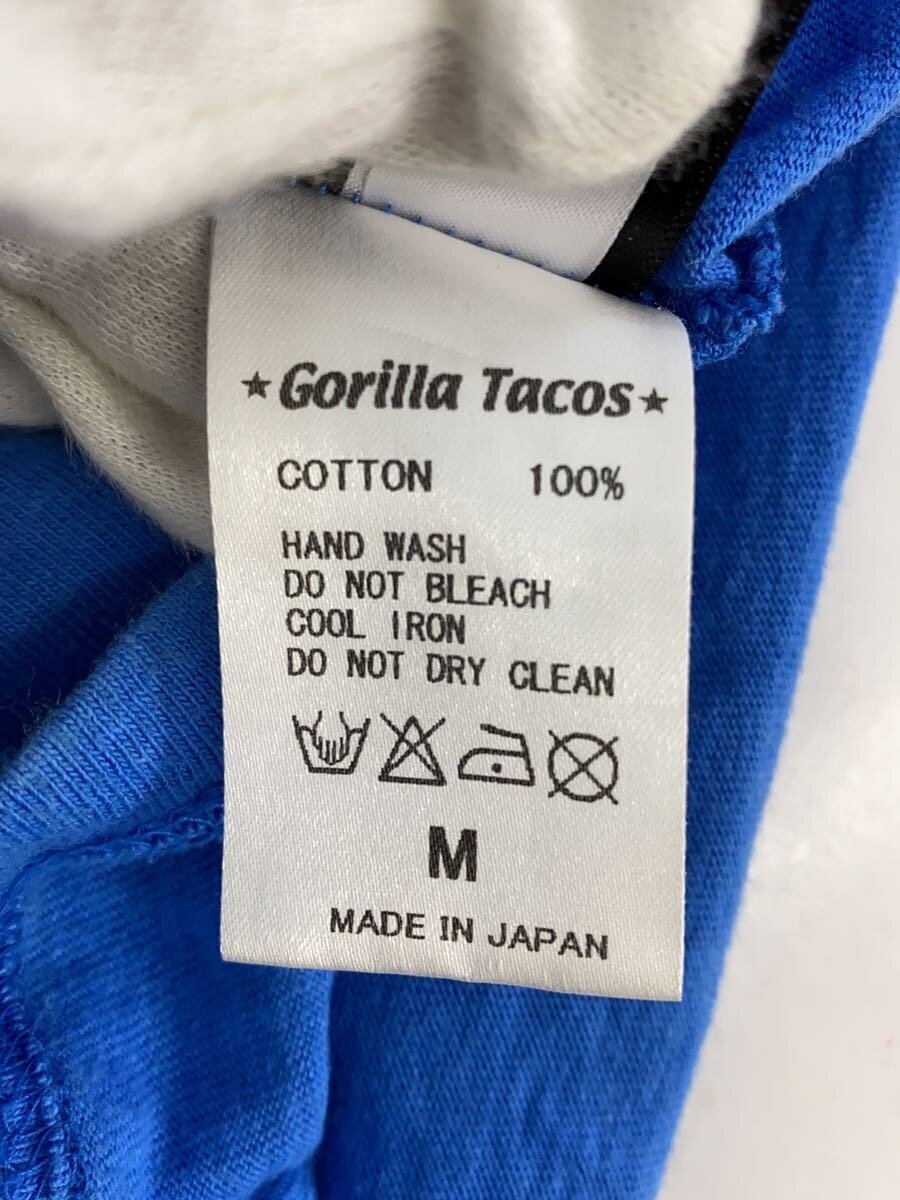 ★Gorilla Tacos★
COTTON 100%
HAND WASH
DO NOT BLEACH
COOL IRON
DO NOT DRY CLEAN
M
MADE IN JAPAN